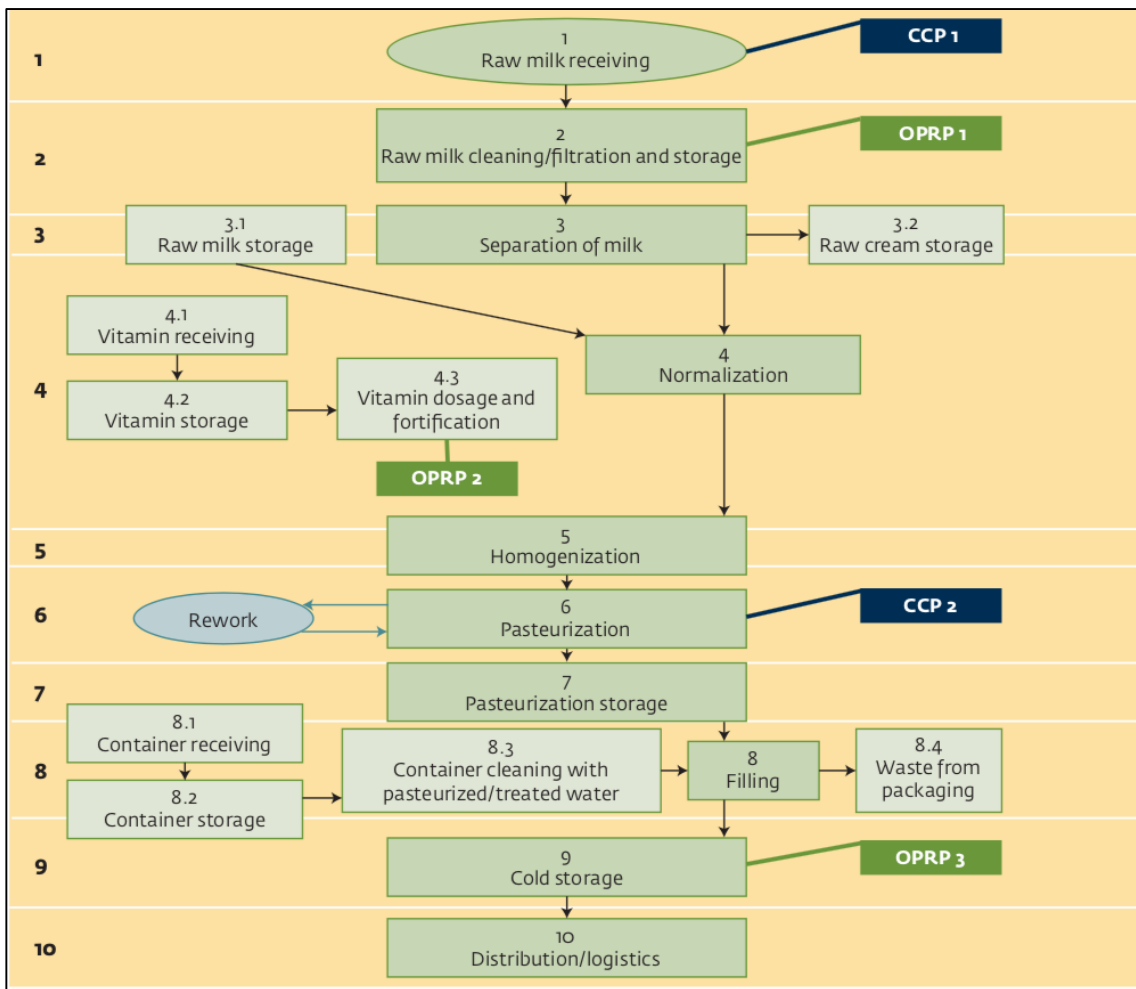 1
1
Raw milk receiving
CCP 1
2
2
Raw milk cleaning/filtration and storage
OPRP 1
3
3.1
Raw milk storage
3
Separation of milk
3.2
Raw cream storage
4
4.1
Vitamin receiving
4.2
Vitamin storage
4.3
Vitamin dosage and
fortification
OPRP 2
4
Normalization
5
5
Homogenization
6
Rework
6
Pasteurization
CCP 2
7
7
Pasteurization storage
8
8.1
Container receiving
8.2
Container storage
8.3
Container cleaning with
pasteurized/treated water
8
Filling
8.4
Waste from
packaging
9
9
Cold storage
OPRP 3
10
10
Distribution/logistics